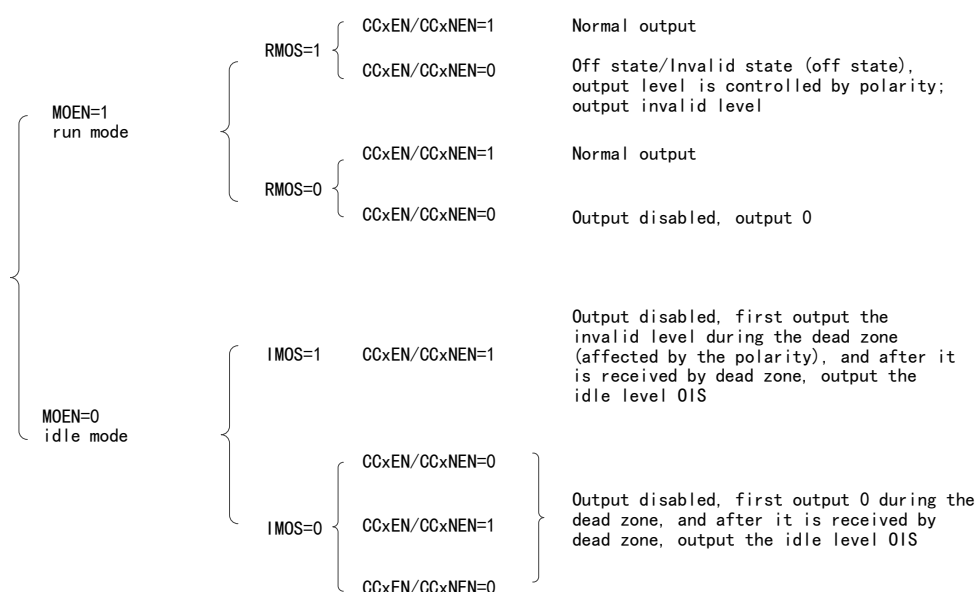 CCxEN/CCxNEN=1 Normal output
RMOS=1
CCxEN/CCxNEN=0 Off state/Invalid state (off state),
output level is controlled by polarity;
output invalid level
MOEN=1
run mode
CCxEN/CCxNEN=1 Normal output
RMOS=0
CCxEN/CCxNEN=0 Output disabled, output 0
Output disabled, first output the
invalid level during the dead zone
IMOS=1 CCxEN/CCxNEN=1 (affected by the polarity), and after it
is received by dead zone, output the
idle level OIS
MOEN=0
idle mode
CCxEN/CCxNEN=0
Output disabled, first output 0 during the
IMOS=0 CCxEN/CCxNEN=1 dead zone, and after it is received by
dead zone, output the idle level OIS
CCxEN/CCxNEN=0